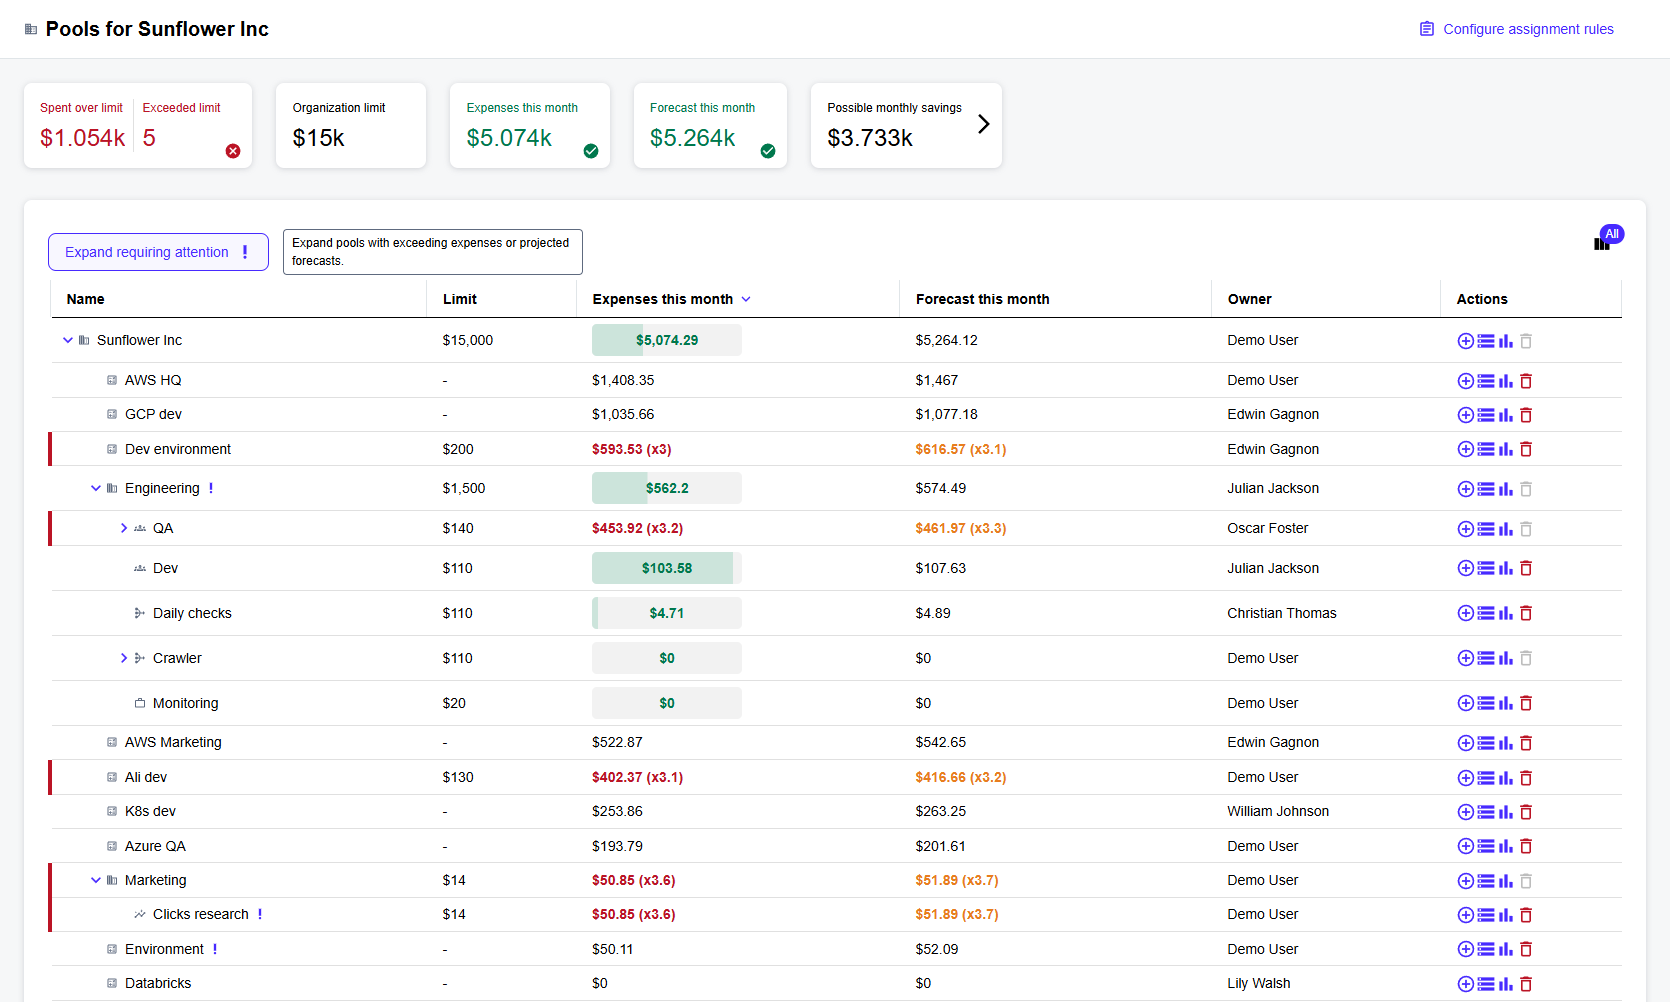 Pools for Sunflower Inc
Configure assignment rules
Spent over limit
$1.054k
Exceeded limit
5
Organization limit
$15k
Expenses this month
$5.074k
Forecast this month
$5.264k
Possible monthly savings
$3.733k
Expand requiring attention !
Expand pools with exceeding expenses or projected
forecasts.
All
Name Limit Expenses this month Forecast this month Owner Actions
Sunflower Inc $15,000 $5,074.29 $5,264.12 Demo User
AWS HQ - $1,408.35 $1,467 Demo User
GCP dev - $1,035.66 $1,077.18 Edwin Gagnon
Dev environment $200 $593.53 (x3) $616.57 (x3.1) Edwin Gagnon
Engineering ! $1,500 $562.2 $574.49 Julian Jackson
QA $140 $453.92 (x3.2) $461.97 (x3.3) Oscar Foster
Dev $110 $103.58 $107.63 Julian Jackson
Daily checks $110 $4.71 $4.89 Christian Thomas
Crawler $110 $0 $0 Demo User
Monitoring $20 $0 $0 Demo User
AWS Marketing - $522.87 $542.65 Edwin Gagnon
Ali dev $130 $402.37 (x3.1) $416.66 (x3.2) Demo User
K8s dev - $253.86 $263.25 William Johnson
Azure QA - $193.79 $201.61 Demo User
Marketing $14 $50.85 (x3.6) $51.89 (x3.7) Demo User
Clicks research ! $14 $50.85 (x3.6) $51.89 (x3.7) Demo User
Environment ! - $50.11 $52.09 Demo User
Databricks - $0 $0 Lily Walsh